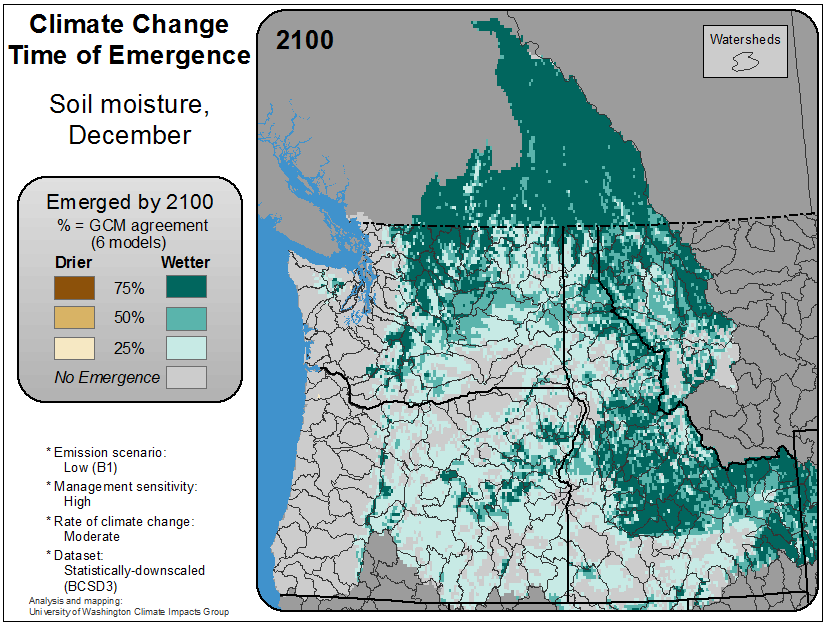 Climate Change
Time of Emergence
Soil moisture,
December
Emerged by 2100
% = GCM agreement
(6 models)
Drier Wetter
75%
50%
25%
No Emergence
* Emission scenario:
Low (B1)
* Management sensitivity:
High
* Rate of climate change:
Moderate
* Dataset:
Statistically-downscaled
(BCSD3)
Analysis and mapping:
University of Washington Climate Impacts Group
2100
Watersheds